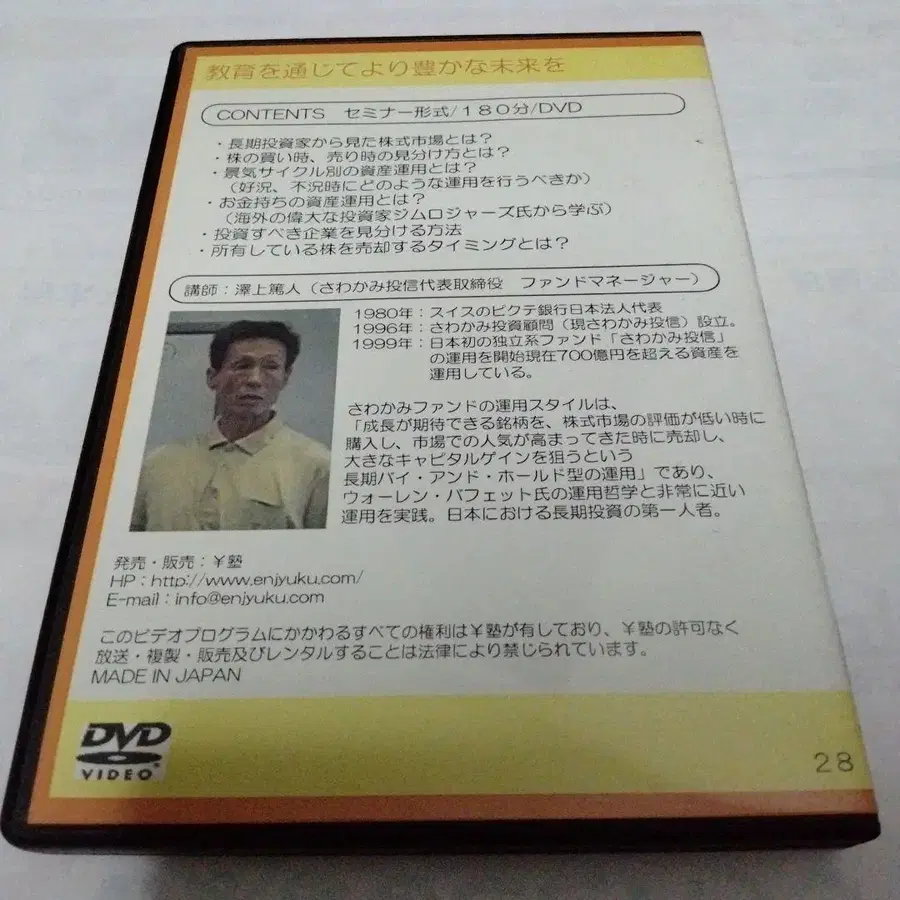 教育を通じてより豊かな未来を
CONTENTS セミナー形式/180分/DVD
・長期投資家から見た株式市場とは?
・株の買い時、売り時の見分け方とは?
・景気サイクル別の資産運用とは?
(好況、不況時にどのような運用を行うべきか)
・お金持ちの資産運用とは?
(海外の偉大な投資家ジムロジャーズ氏から学ぶ)
・投資すべき企業を見分ける方法
・所有している株を売却するタイミングとは?
講師:澤上篤人(さわかみ投信代表取締役 ファンドマネージャー)
1980年:スイスのピクテ銀行日本法人代表
1996年:さわかみ投資顧問(現さわかみ投信)設立。
1999年:日本初の独立系ファンド「さわかみ投信」
の運用を開始現在700億円を超える資産を
運用している。
さわかみファンドの運用スタイルは、
「成長が期待できる銘柄を、株式市場の評価が低い時に
購入し、市場での人気が高まってきた時に売却し、
大きなキャピタルゲインを狙うという
長期バイ・アンド・ホールド型の運用」であり、
ウォーレン・バフェット氏の運用哲学と非常に近い
運用を実践。日本における長期投資の第一人者。
発売・販売:¥塾
HP:http://www.enjyuku.com/
E-mail:info@enjyuku.com
このビデオプログラムにかかわるすべての権利は¥塾が有しており、¥塾の許可なく
放送・複製・販売及びレンタルすることは法律により禁じられています。
MADE IN JAPAN
DVD
VIDEO
28